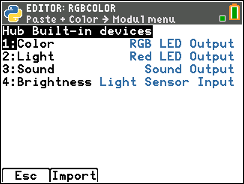 EDITOR: RGBCOLOR
Paste + Color → Modul menu
Hub Built-in devices
1:Color RGB LED Output
2:Light Red LED Output
3:Sound Sound Output
4:Brightness Light Sensor Input
Esc Import